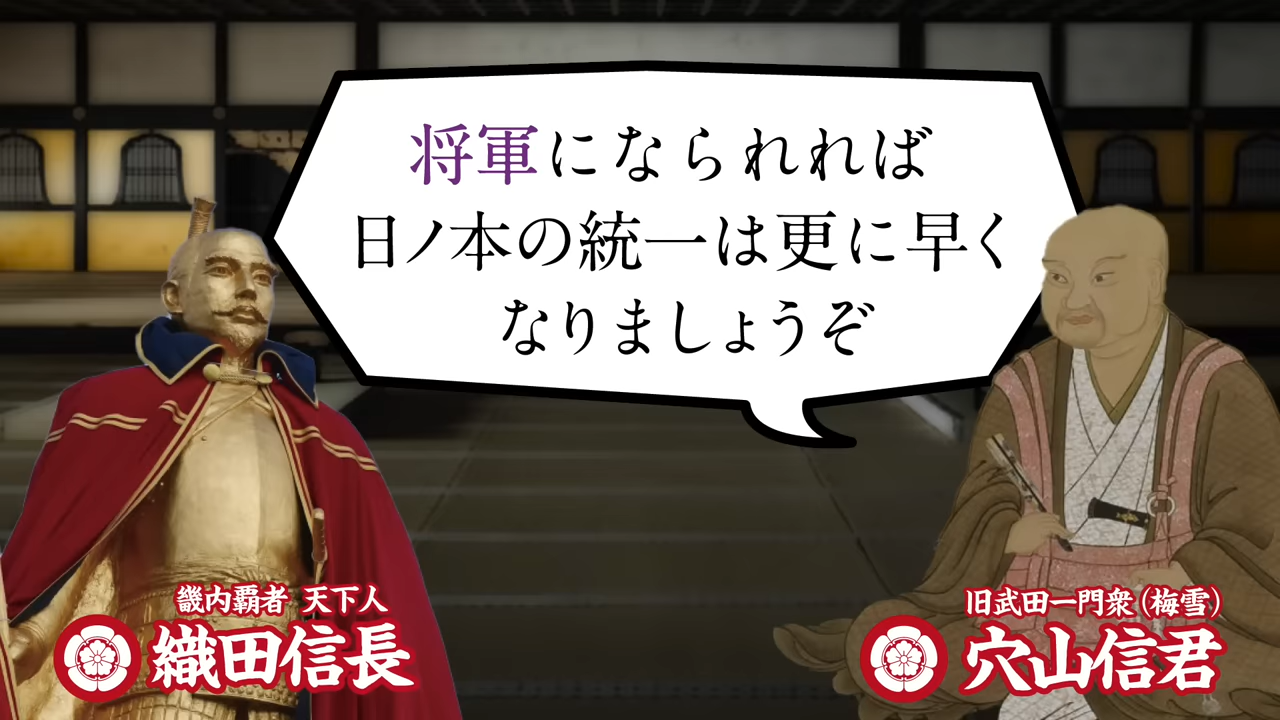 将軍になられれば
日ノ本の統一は更に早く
なりましょうぞ
畿内覇者 天下人
織田信長
旧武田一門衆（梅雪）
穴山信君